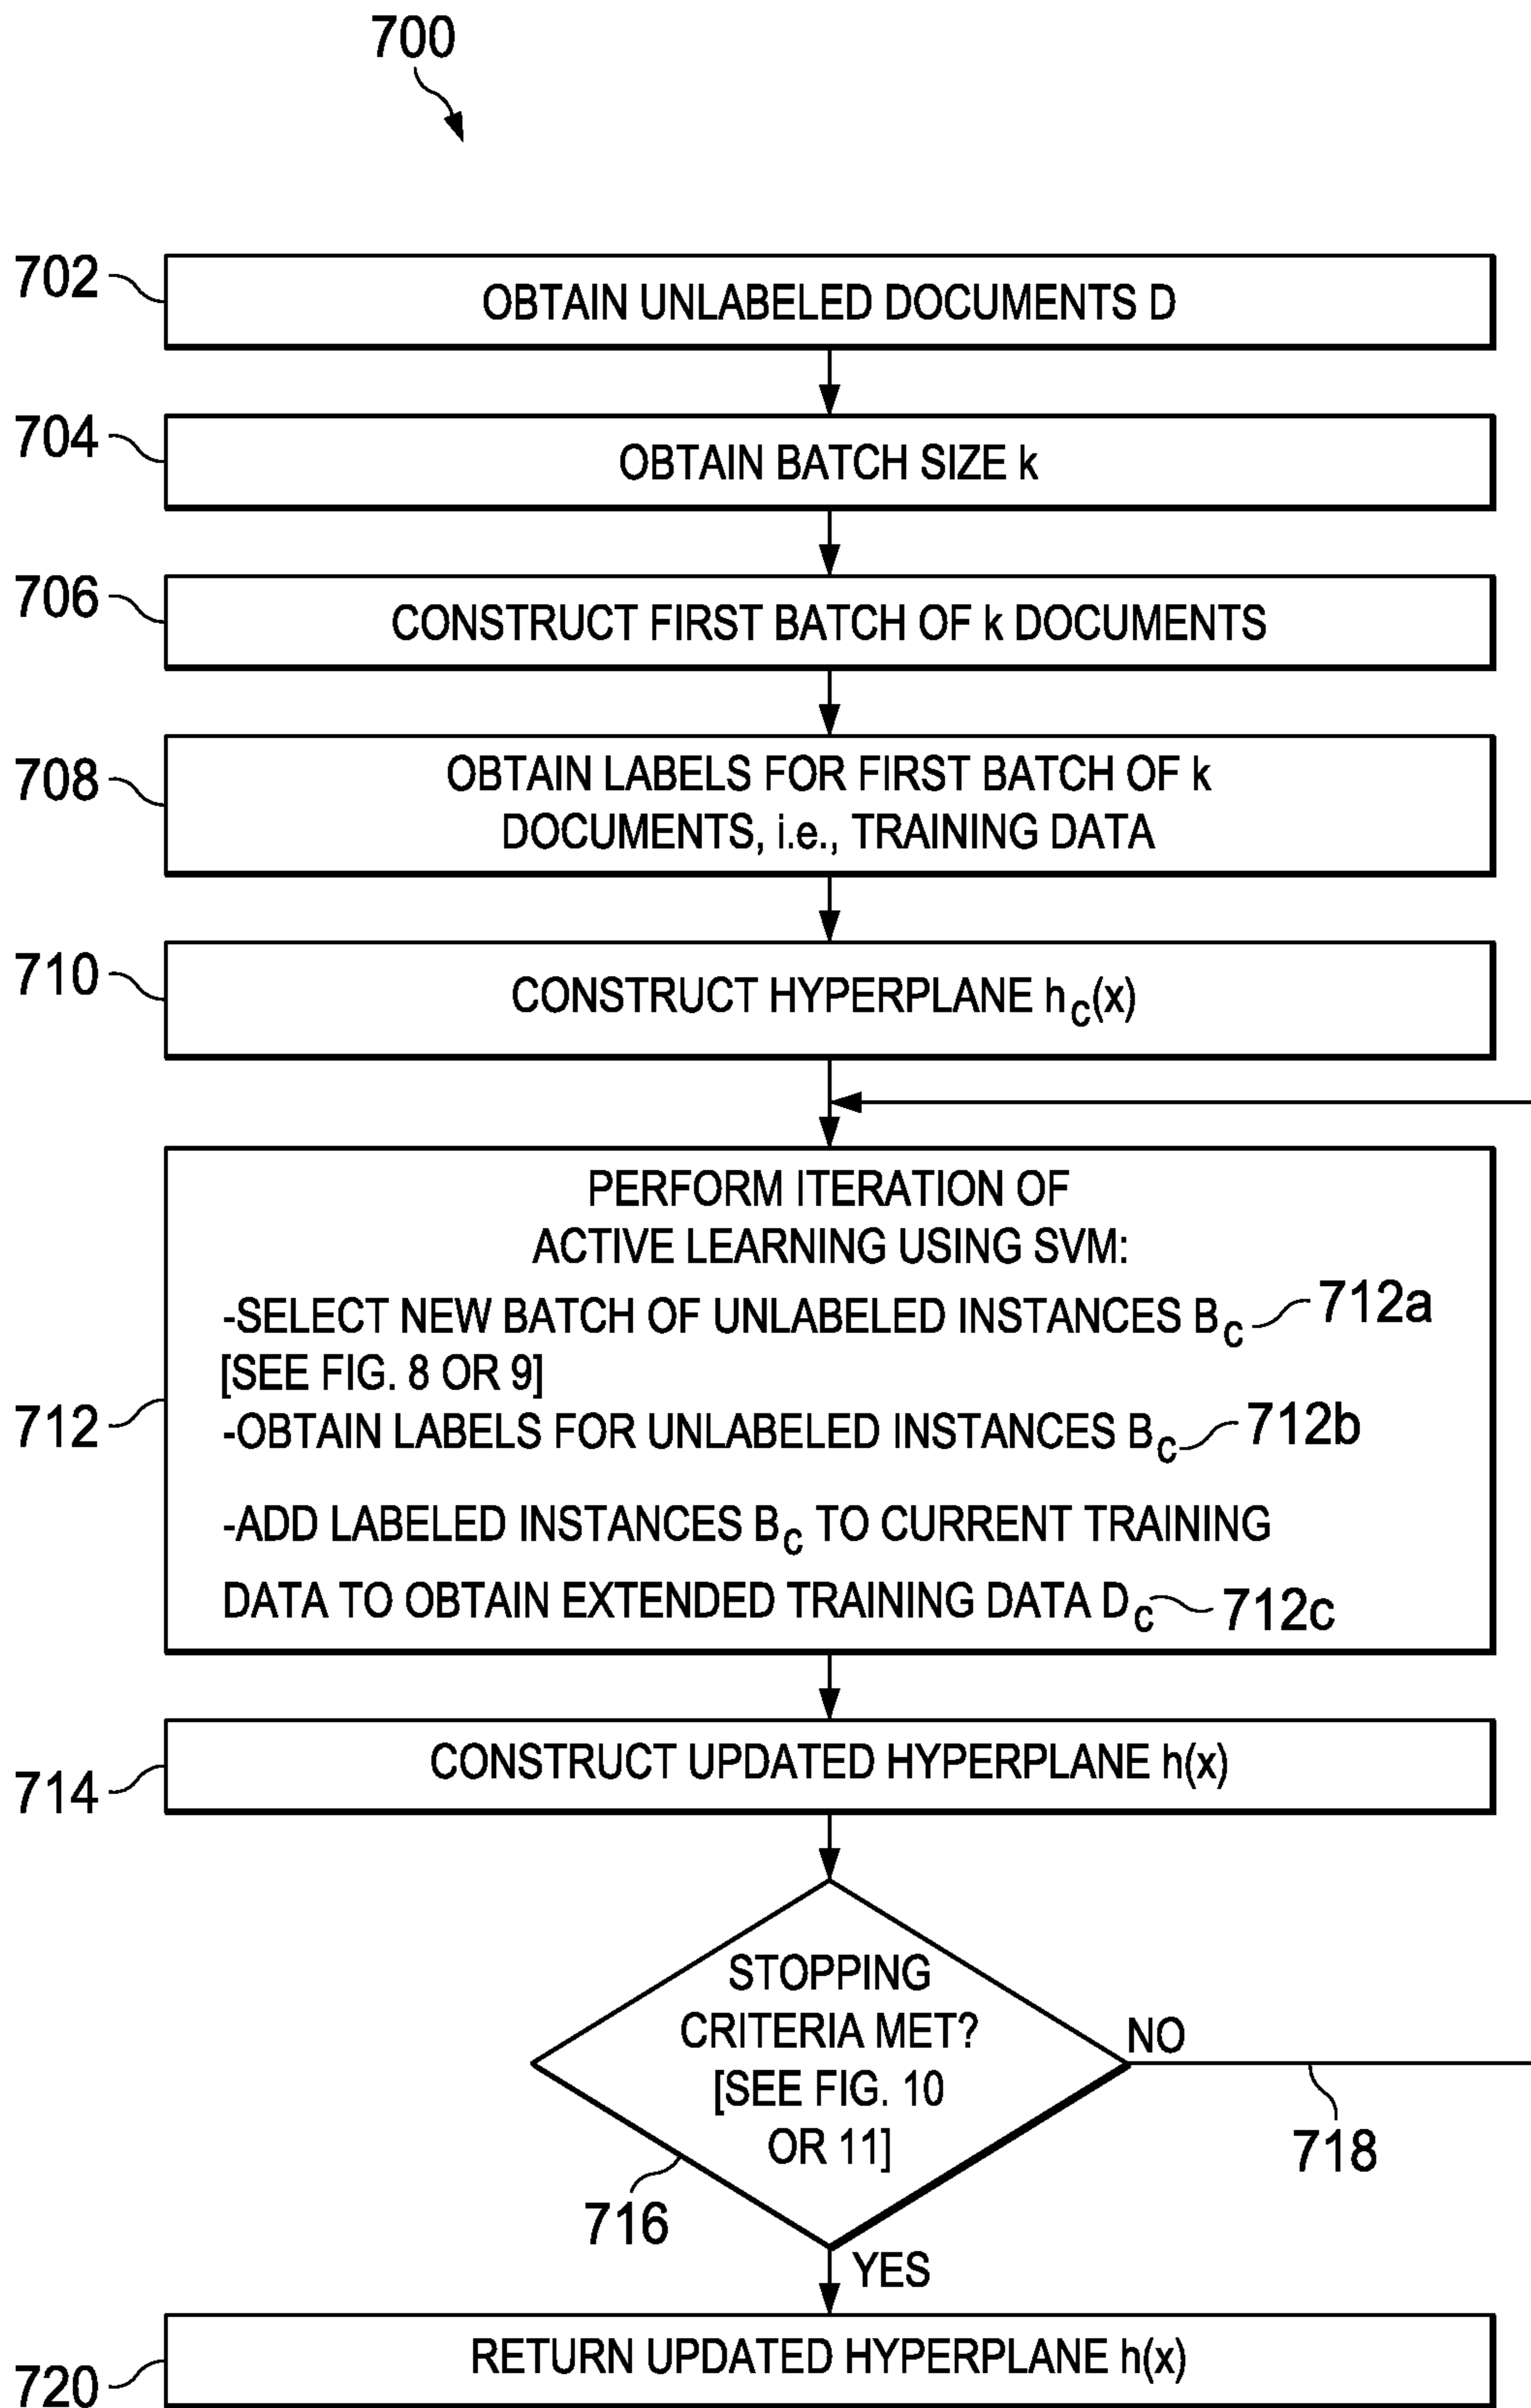 700
702
OBTAIN UNLABELED DOCUMENTS D
704
OBTAIN BATCH SIZE k
706
CONSTRUCT FIRST BATCH OF k DOCUMENTS
708
OBTAIN LABELS FOR FIRST BATCH OF k
DOCUMENTS, i.e., TRAINING DATA
710
CONSTRUCT HYPERPLANE hc(x)
712
PERFORM ITERATION OF
ACTIVE LEARNING USING SVM:
-SELECT NEW BATCH OF UNLABELED INSTANCES Bc 712a
[SEE FIG. 8 OR 9]
-OBTAIN LABELS FOR UNLABELED INSTANCES Bc 712b
-ADD LABELED INSTANCES Bc TO CURRENT TRAINING
DATA TO OBTAIN EXTENDED TRAINING DATA Dc 712c
714
CONSTRUCT UPDATED HYPERPLANE h(x)
STOPPING
CRITERIA MET?
[SEE FIG. 10
OR 11]
716
NO
718
YES
720
RETURN UPDATED HYPERPLANE h(x)